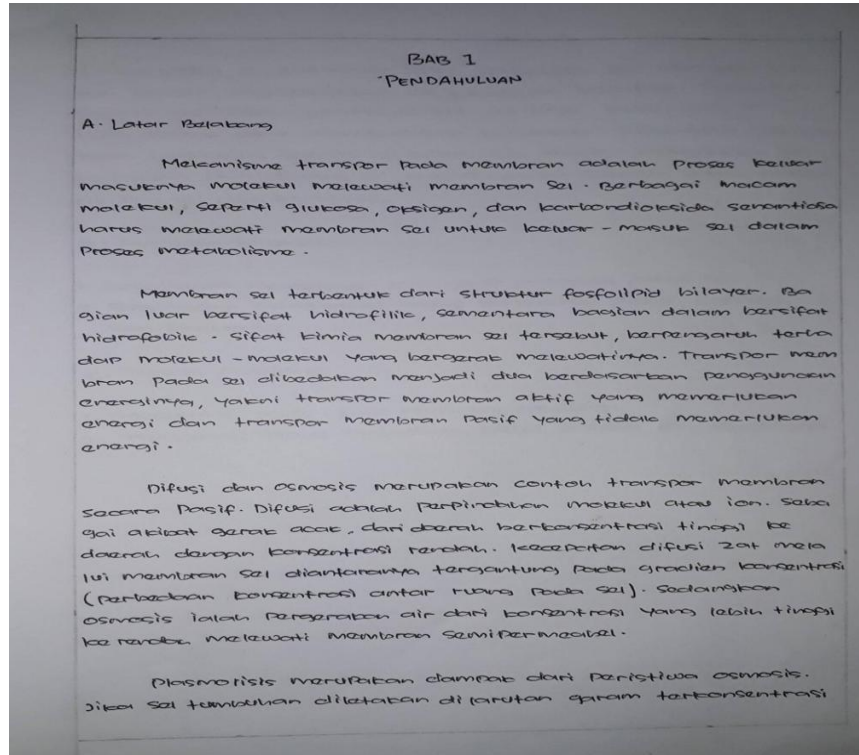 BAB 1
PENDAHULUAN
A. Latar Belakang
Mekanisme transpor pada membran adalah proses keluar
masuknya molekul melewati membran sel. Berbagai macam
molekul, seperti glukosa, oksigen, dan karbondioksida senantiasa
harus melewati membran sel untuk keluar - masuk sel dalam
Proses metabolisme.
Membran sel terbentuk dari struktur fosfolipid bilayer. Ba
gian luar bersifat hidrofilik, sementara bagian dalam bersifat
hidrofobik. Sifat kimia membran sel tersebut, berpengaruh terha
dap molekul - molekul yang bergerak melewatinya. Transpor mem
bran pada sel dibedakan menjadi dua berdasarkan penggunaan
energinya, yakni transpor membran aktif yang memerlukan
energi dan transpor membran pasif yang tidak memerlukan
energi.
Difusi dan osmosis merupakan contoh transpor membran
secara pasif. Difusi adalah perpindahan molekul atau ion. Seba
gai akibat gerak acak, dari daerah berkonsentrasi tinggi ke
daerah dengan konsentrasi rendah. Kecepatan difusi zat mela
lui membran sel diantaranya tergantung pada gradien konsentrasi
(perbedaan konsentrasi antar ruang pada sel). Sedangkan
osmosis ialah pergerakan air dari konsentrasi yang lebih tinggi
ke rendah melewati membran semipermeabel.
Plasmolisis merupakan dampak dari peristiwa osmosis.
Jika sel tumbuhan diletakan di larutan garam terkonsentrasi